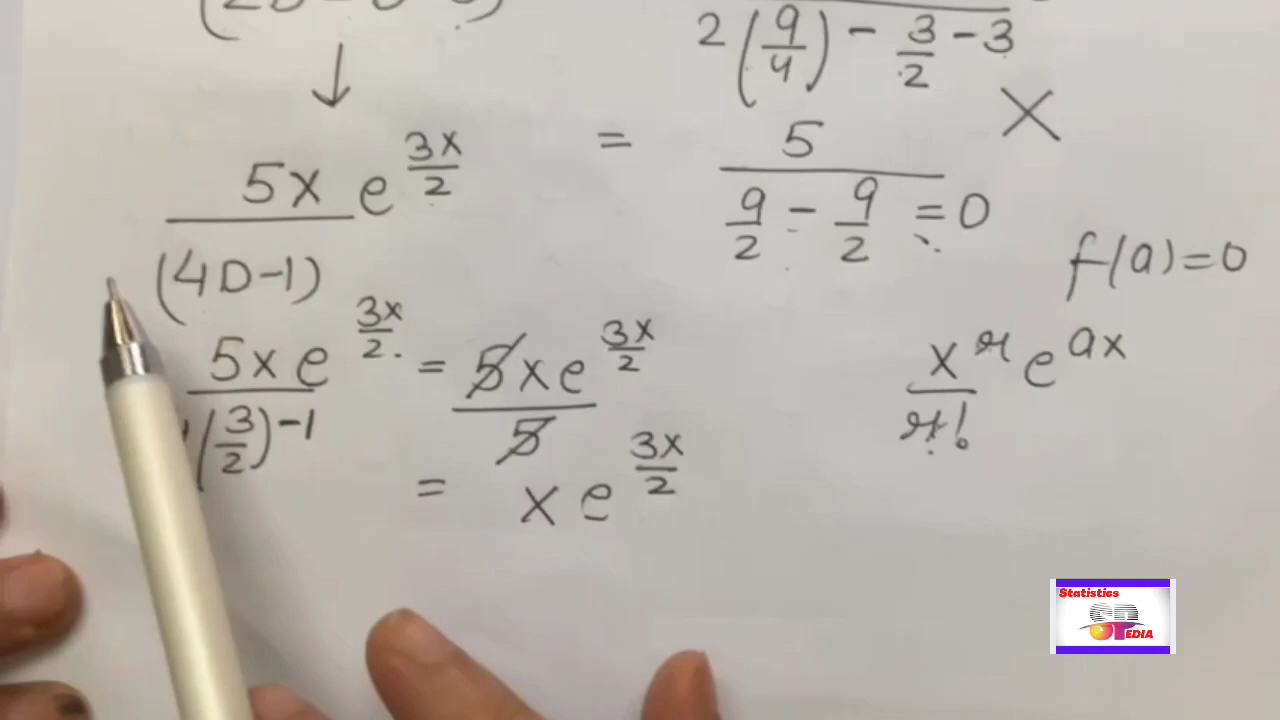 2(9/4) - 3/2 - 3
↓
5x e^(3x/2) / (4D-1)
= 5 / (9/2 - 9/2 = 0) X
f(a)=0
5x e^(3x/2) / (3/2)-1 = 5x e^(3x/2) / 5
x^r e^(ax) / r!
= x e^(3x/2)
Statistics
PEDIA